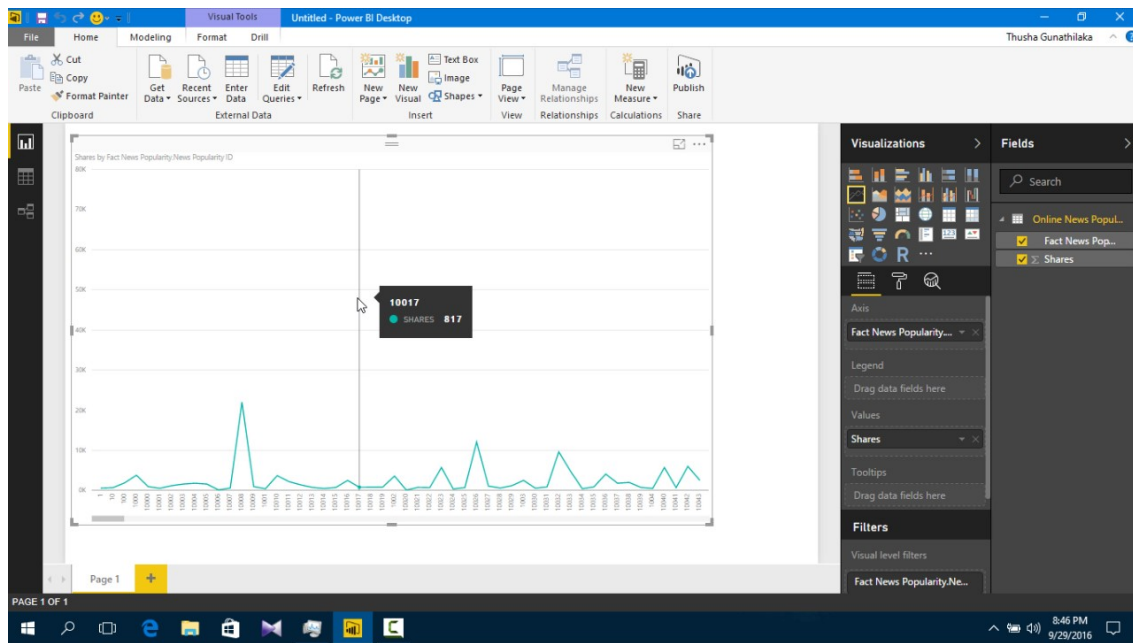 Visual Tools
Untitled - Power BI Desktop
File Home Modeling Format Drill
Thusha Gunathilaka
Paste
Cut
Copy
Format Painter
Get Data
Recent Sources
Enter Data
Edit Queries
Refresh
New Page
New Visual
Text Box
Image
Shapes
Page View
Manage Relationships
New Measure
Publish
Clipboard
External Data
Insert
View
Relationships
Calculations
Share
Shares by Fact News Popularity.News Popularity ID
80K
70K
60K
50K
40K
30K
20K
10K
0K
10017
SHARES 817
Visualizations
R
Axis
Fact News Popularity....
Legend
Drag data fields here
Values
Shares
Tooltips
Drag data fields here
Filters
Visual level filters
Fact News Popularity.Ne...
Fields
Search
Online News Popul...
Fact News Pop...
Σ Shares
Page 1
PAGE 1 OF 1
8:46 PM
9/29/2016